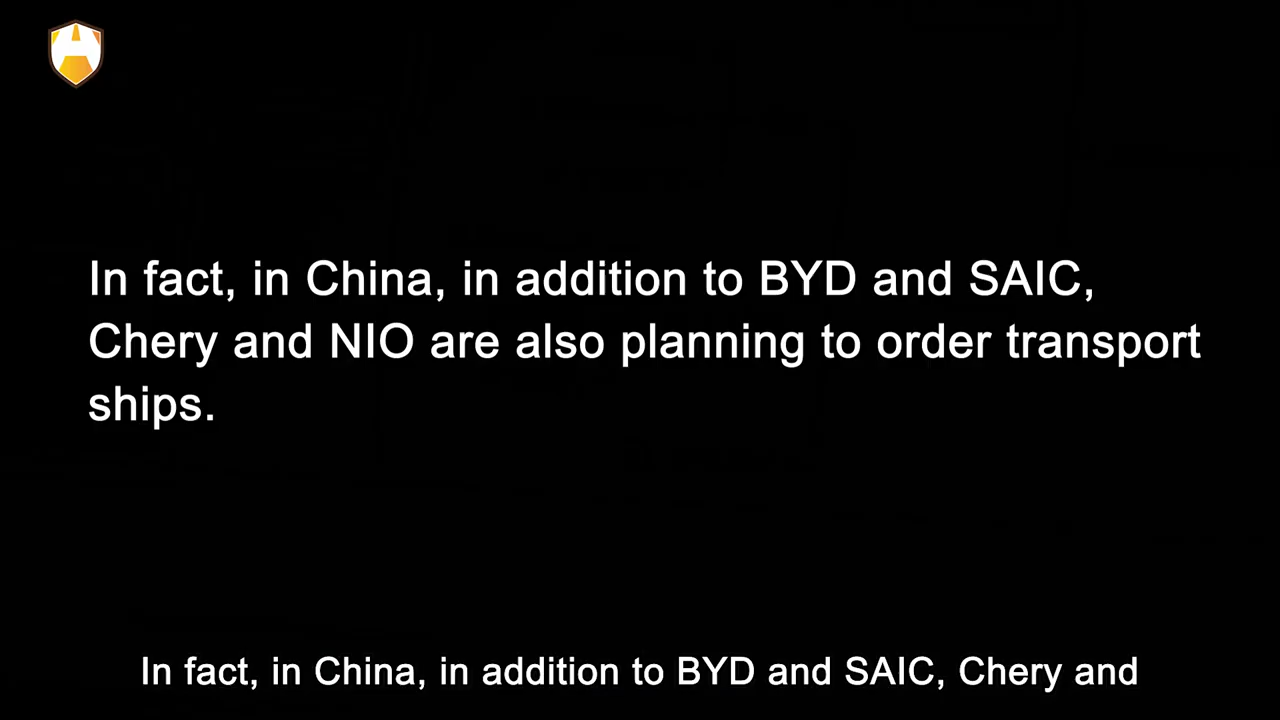 In fact, in China, in addition to BYD and SAIC,
Chery and NIO are also planning to order transport
ships.
In fact, in China, in addition to BYD and SAIC, Chery and